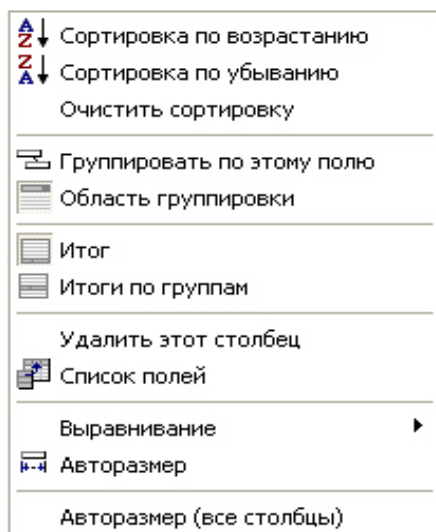 Сортировка по возрастанию
Сортировка по убыванию
Очистить сортировку
Группировать по этому полю
Область группировки
Итог
Итоги по группам
Удалить этот столбец
Список полей
Выравнивание
Авторазмер
Авторазмер (все столбцы)